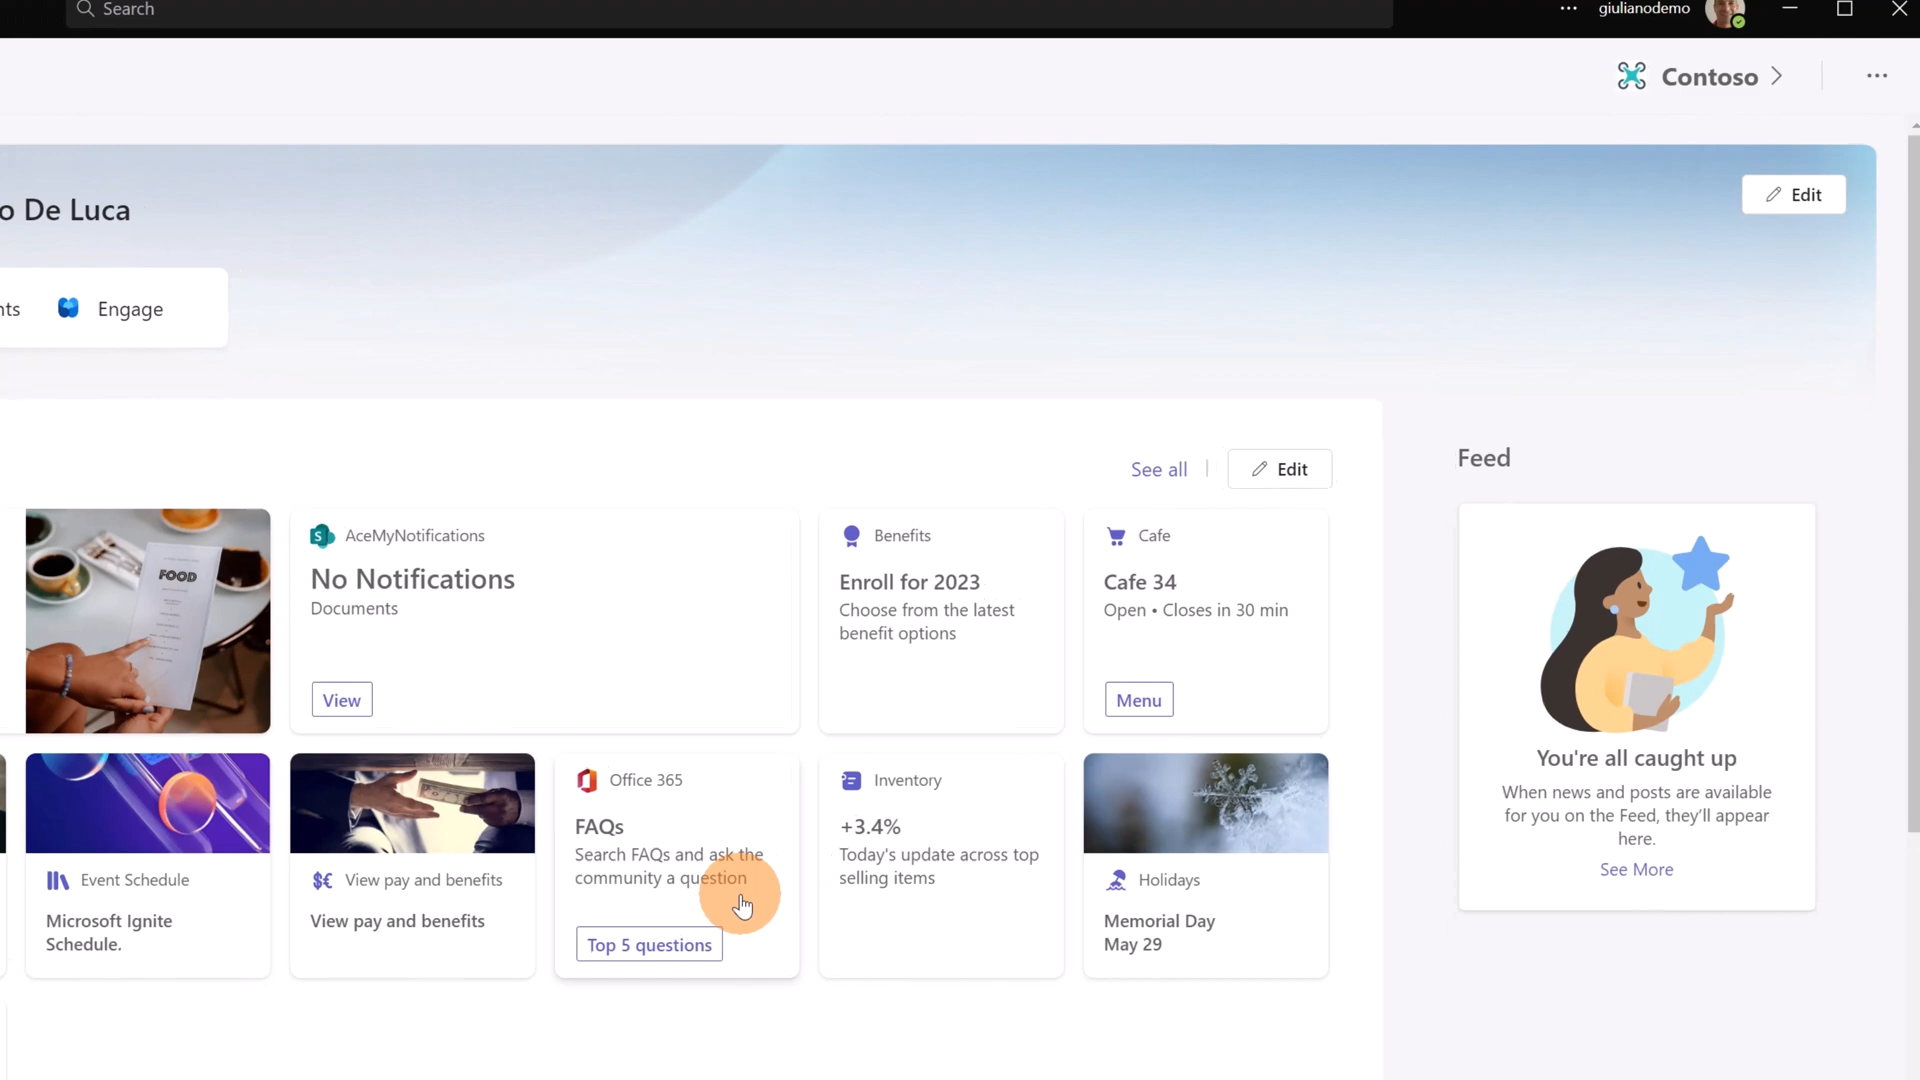 Search
giulianodemo
Contoso
o De Luca
Edit
nts
Engage
See all
Edit
Feed
FOOD
AceMyNotifications
No Notifications
Documents
View
Benefits
Enroll for 2023
Choose from the latest
benefit options
Cafe
Cafe 34
Open • Closes in 30 min
Menu
Event Schedule
Microsoft Ignite
Schedule.
$€ View pay and benefits
View pay and benefits
Office 365
FAQs
Search FAQs and ask the
community a question
Top 5 questions
Inventory
+3.4%
Today's update across top
selling items
Holidays
Memorial Day
May 29
You're all caught up
When news and posts are available
for you on the Feed, they'll appear
here.
See More